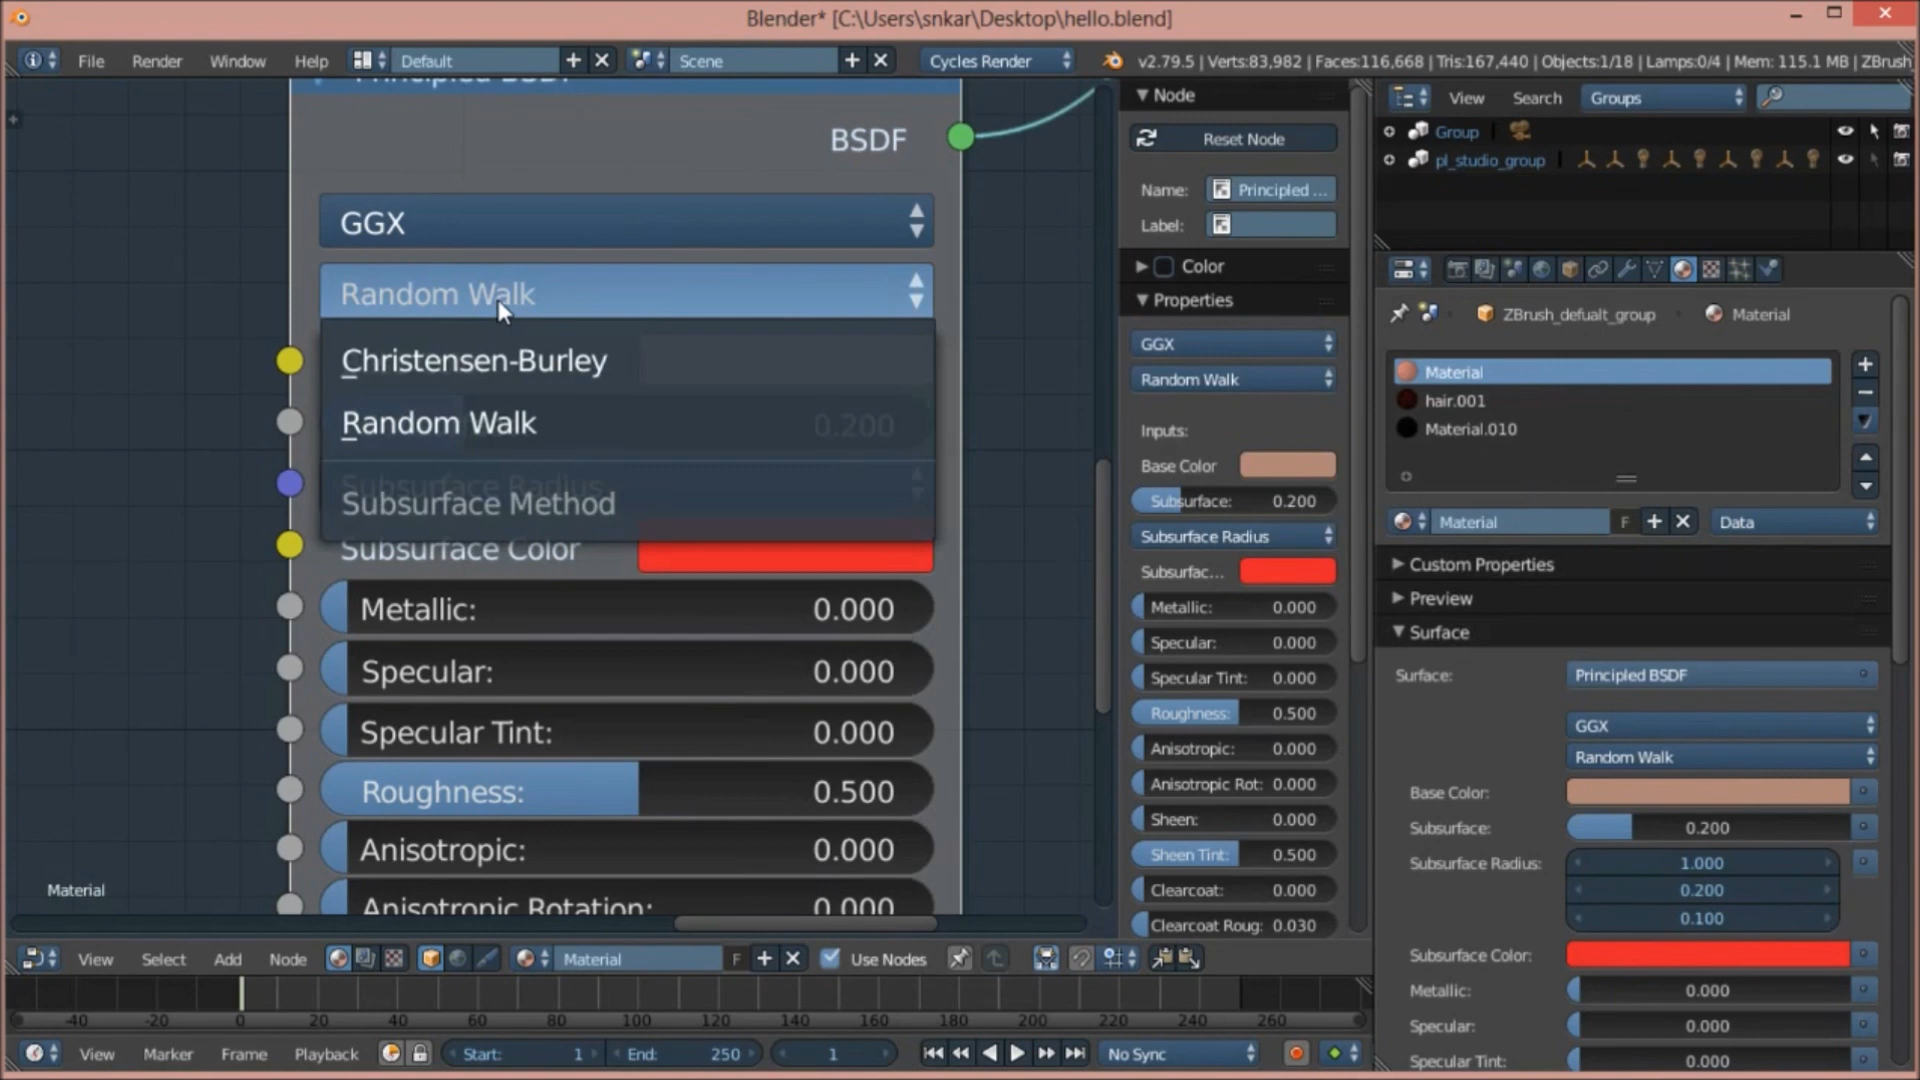 Blender* [C:\Users\snkar\Desktop\hello.blend]
File Render Window Help Default Scene Cycles Render v2.79.5 | Verts:83,982 | Faces:116,668 | Tris:167,440 | Objects:1/18 | Lamps:0/4 | Mem: 115.1 MB | ZBrush
Principled BSDF
BSDF
GGX
Random Walk
Christensen-Burley
Random Walk
0.200
Subsurface Radius
Subsurface Method
Subsurface Color
Metallic: 0.000
Specular: 0.000
Specular Tint: 0.000
Roughness: 0.500
Anisotropic: 0.000
Anisotropic Rotation: 0.000
Material
Node
Reset Node
Name: Principled ...
Label:
Color
Properties
GGX
Random Walk
Inputs:
Base Color
Subsurface: 0.200
Subsurface Radius
Subsurfac...
Metallic: 0.000
Specular: 0.000
Specular Tint: 0.000
Roughness: 0.500
Anisotropic: 0.000
Anisotropic Rot: 0.000
Sheen: 0.000
Sheen Tint: 0.500
Clearcoat: 0.000
Clearcoat Roug: 0.030
View Search Groups
Group
pl_studio_group
ZBrush_defualt_group Material
Material
hair.001
Material.010
Material F Data
Custom Properties
Preview
Surface
Surface: Principled BSDF
GGX
Random Walk
Base Color:
Subsurface: 0.200
Subsurface Radius: 1.000
0.200
0.100
Subsurface Color:
Metallic: 0.000
Specular: 0.000
Specular Tint: 0.000
View Select Add Node Material F Use Nodes
-40 -20 0 20 40 60 80 100 120 140 160 180 200 220 240 260
View Marker Frame Playback Start: 1 End: 250 1 No Sync